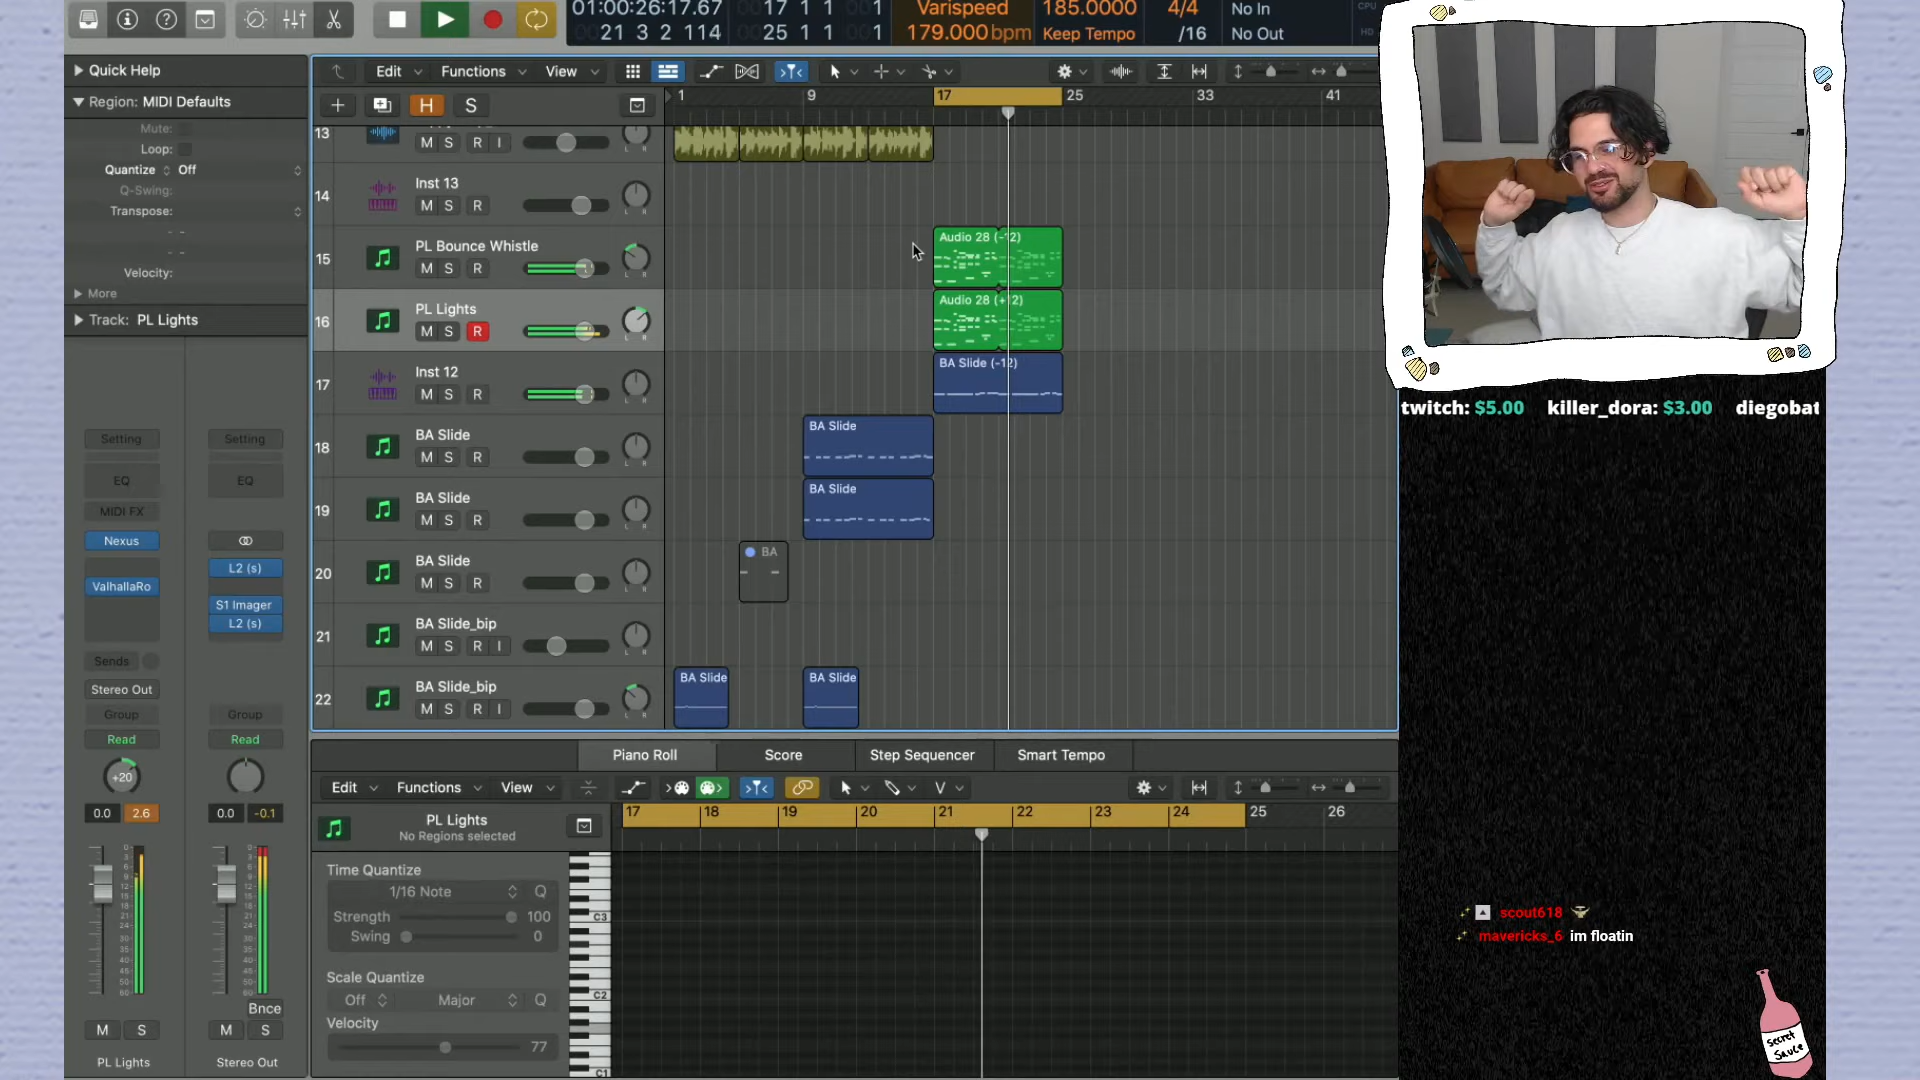 01:00:26:17.67
21 3 2 114
17 1 1 1
25 1 1 1
Varispeed
179.000 bpm
185.0000
Keep Tempo
4/4
/16
No In
No Out
CPU
HD
Quick Help
Region: MIDI Defaults
Mute:
Loop:
Quantize Off
Q-Swing:
Transpose:
Velocity:
More
Track: PL Lights
Edit Functions View
H S
1 9 17 25 33 41
13 M S R I
14 Inst 13
M S R
15 PL Bounce Whistle
M S R
Audio 28 (-12)
16 PL Lights
M S R
Audio 28 (+12)
17 Inst 12
M S R
BA Slide (-12)
18 BA Slide
M S R
BA Slide
19 BA Slide
M S R
BA Slide
20 BA Slide
M S R
BA
21 BA Slide_bip
M S R I
22 BA Slide_bip
M S R I
BA Slide
BA Slide
Setting Setting
EQ EQ
MIDI FX
Nexus
L2 (s)
ValhallaRo
S1 Imager
L2 (s)
Sends
Stereo Out
Group Group
Read Read
+20
0.0 2.6 0.0 -0.1
Bnce
M S M S
PL Lights Stereo Out
Piano Roll Score Step Sequencer Smart Tempo
Edit Functions View
V
17 18 19 20 21 22 23 24 25 26
PL Lights
No Regions selected
Time Quantize
1/16 Note Q
Strength 100
Swing 0
Scale Quantize
Off Major Q
Velocity
77
C3
C2
C1
twitch: $5.00 killer_dora: $3.00 diegobat
scout618
mavericks_6 im floatin
Secret
Sauce